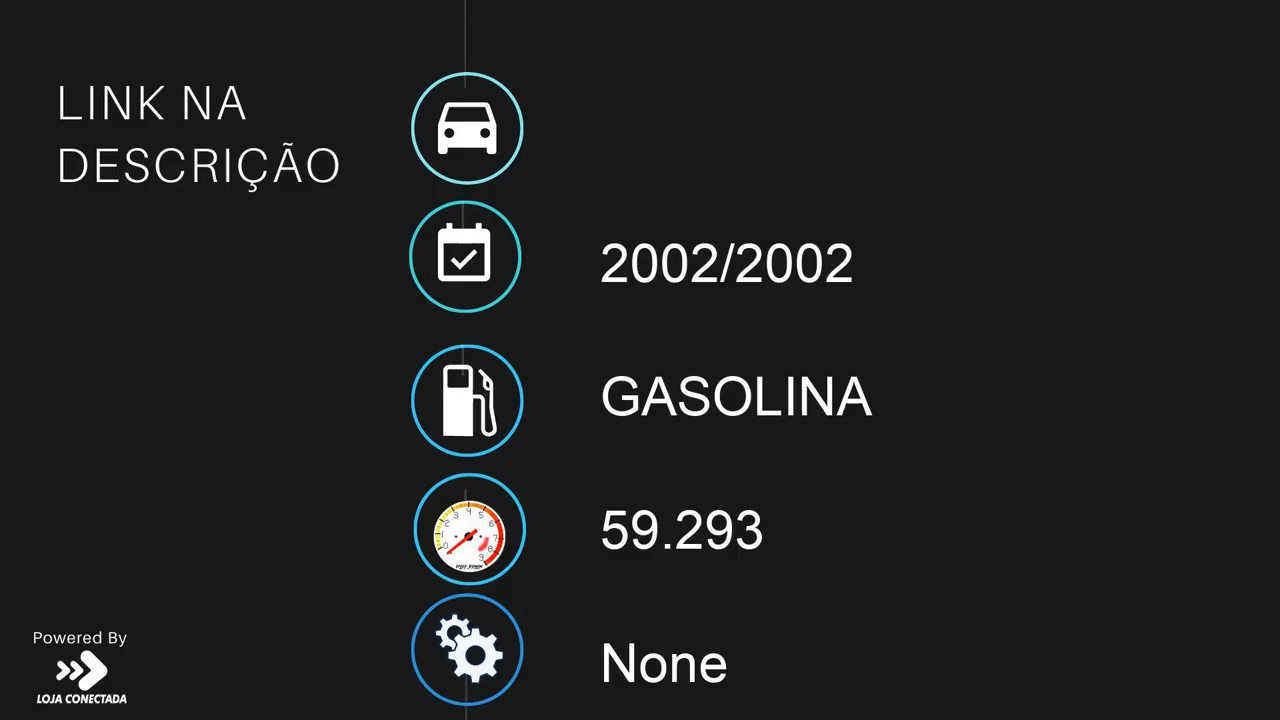 LINK NA
DESCRIÇÃO
2002/2002
GASOLINA
59.293
None
Powered By
LOJA CONECTADA